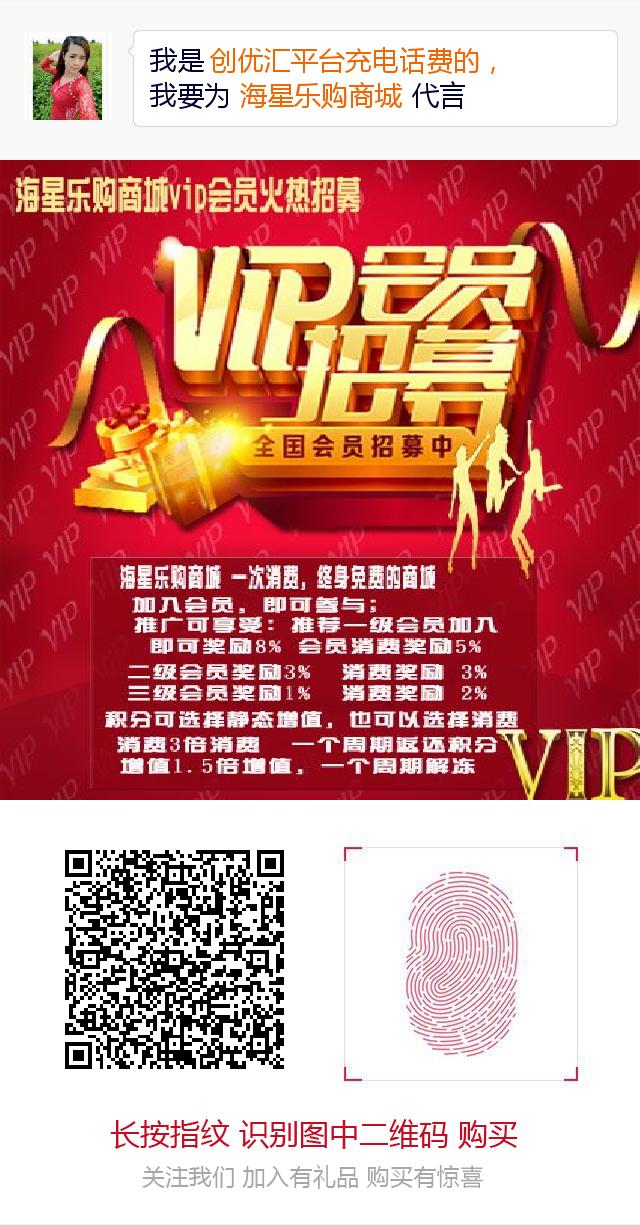 我是 创优汇平台充电话费的，
我要为 海星乐购商城 代言
海星乐购商城vip会员火热招募
VIP会员
招募
全国会员招募中
海星乐购商城 一次消费，终身免费的商城
加入会员，即可参与；
推广可享受：推荐一级会员加入
即可奖励8% 会员消费奖励5%
二级会员奖励3% 消费奖励 3%
三级会员奖励1% 消费奖励 2%
积分可选择静态增值，也可以选择消费
消费3倍消费 一个周期返还积分
增值1.5倍增值，一个周期解冻
VIP
长按指纹 识别图中二维码 购买
关注我们 加入有礼品 购买有惊喜